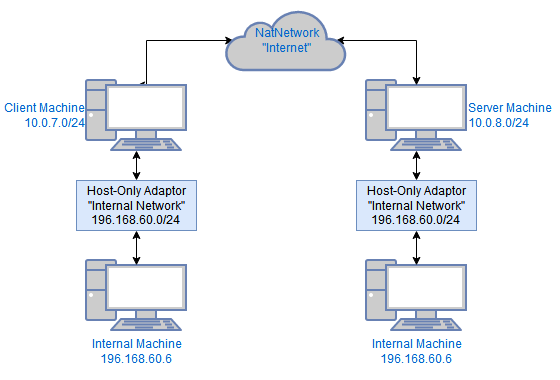 NatNetwork
"Internet"
Client Machine
10.0.7.0/24
Server Machine
10.0.8.0/24
Host-Only Adaptor
"Internal Network"
196.168.60.0/24
Host-Only Adaptor
"Internal Network"
196.168.60.0/24
Internal Machine
196.168.60.6
Internal Machine
196.168.60.6